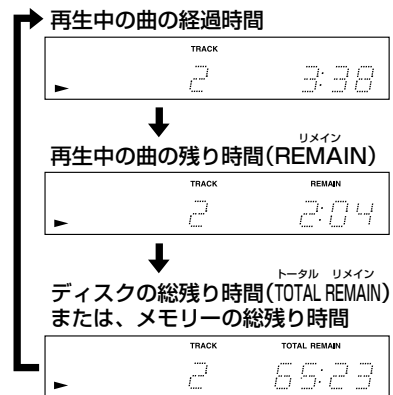 再生中の曲の経過時間
TRACK
2 3:38
リメイン
再生中の曲の残り時間(REMAIN)
TRACK REMAIN
2 2:04
トータル リメイン
ディスクの総残り時間(TOTAL REMAIN)
または、メモリーの総残り時間
TRACK TOTAL REMAIN
2 65:23